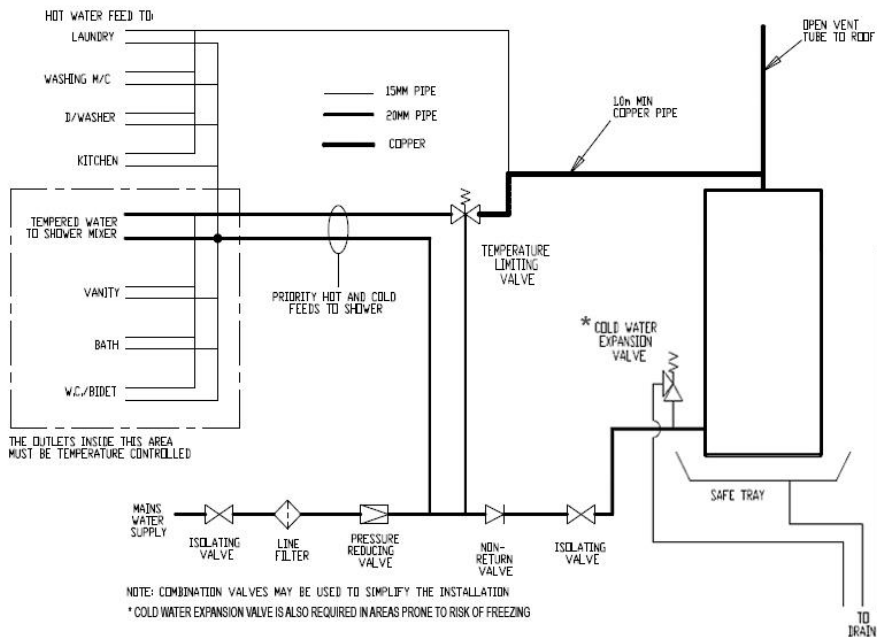 HOT WATER FEED TO:
LAUNDRY
WASHING M/C
D/WASHER
KITCHEN
15MM PIPE
20MM PIPE
COPPER
1.0m MIN
COPPER PIPE
OPEN VENT
TUBE TO ROOF
TEMPERED WATER
TO SHOWER MIXER
VANITY
BATH
W.C./BIDET
THE OUTLETS INSIDE THIS AREA
MUST BE TEMPERATURE CONTROLLED
PRIORITY HOT AND COLD
FEEDS TO SHOWER
TEMPERATURE
LIMITING
VALVE
* COLD WATER
EXPANSION
VALVE
SAFE TRAY
MAINS
WATER
SUPPLY
ISOLATING
VALVE
LINE
FILTER
PRESSURE
REDUCING
VALVE
NON-
RETURN
VALVE
ISOLATING
VALVE
TO
DRAIN
NOTE: COMBINATION VALVES MAY BE USED TO SIMPLIFY THE INSTALLATION
* COLD WATER EXPANSION VALVE IS ALSO REQUIRED IN AREAS PRONE TO RISK OF FREEZING